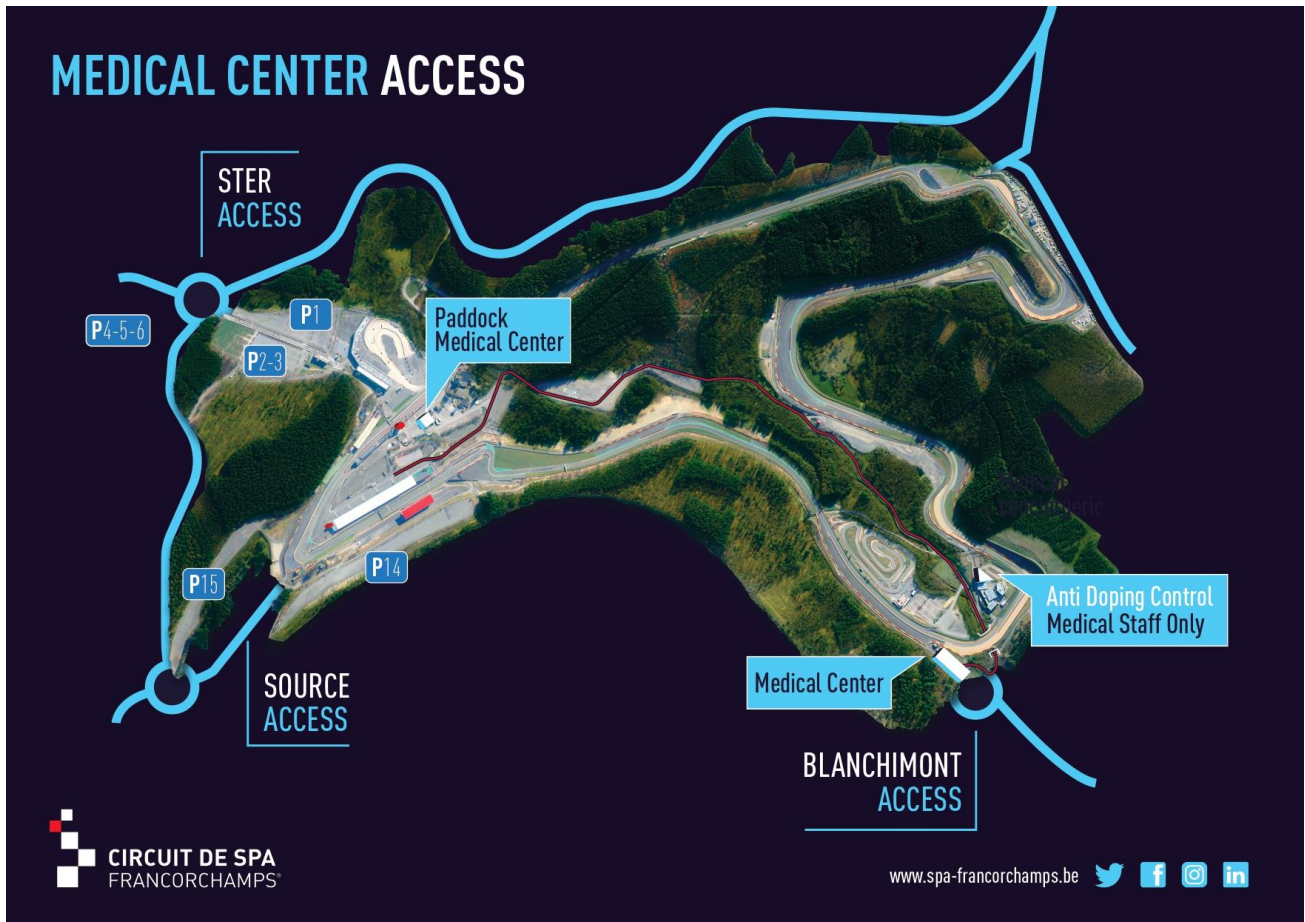 MEDICAL CENTER ACCESS
STER
ACCESS
P4-5-6
P1
P2-3
Paddock
Medical Center
P15
P14
SOURCE
ACCESS
Anti Doping Control
Medical Staff Only
Medical Center
BLANCHIMONT
ACCESS
CIRCUIT DE SPA
FRANCORCHAMPS®
www.spa-francorchamps.be